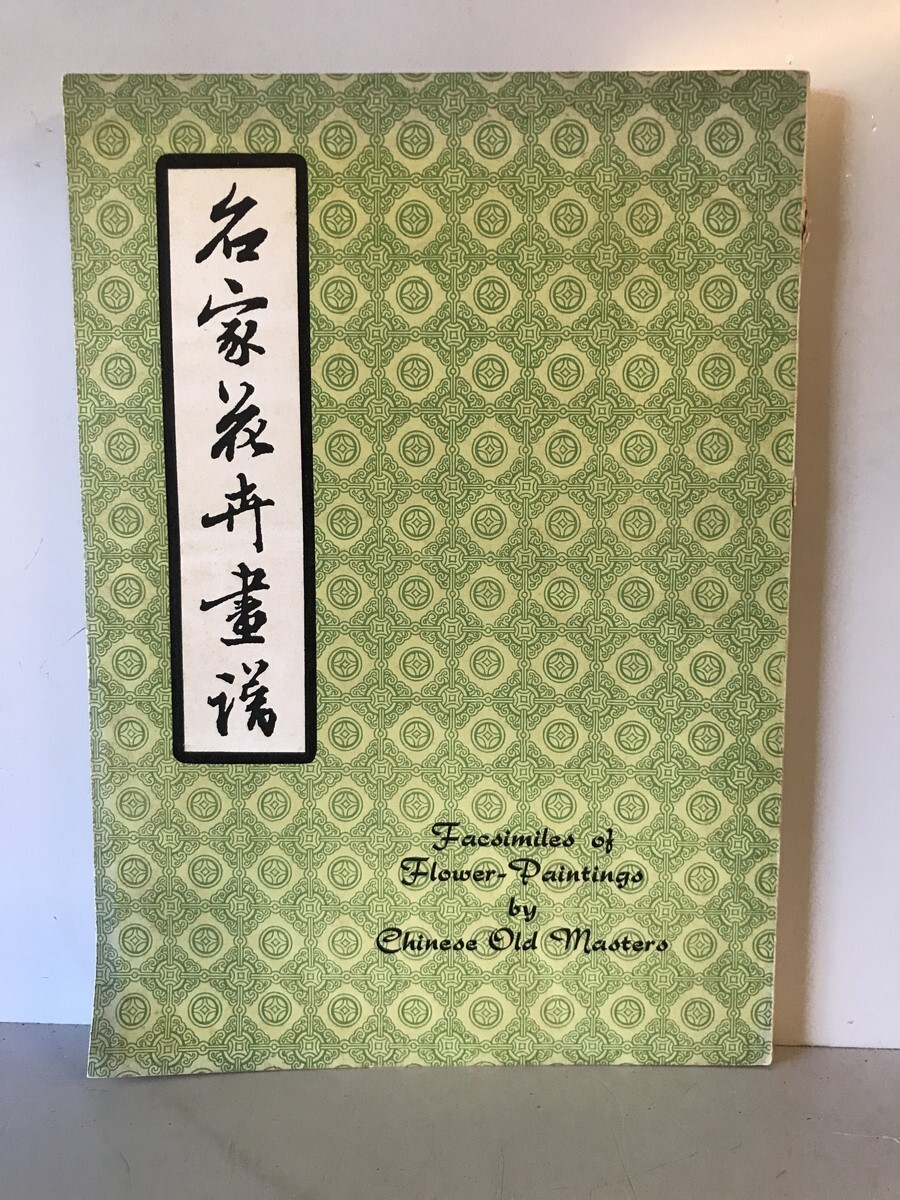 名家花卉畫譜
Facsimiles of
Flower-Paintings
by
Chinese Old Masters